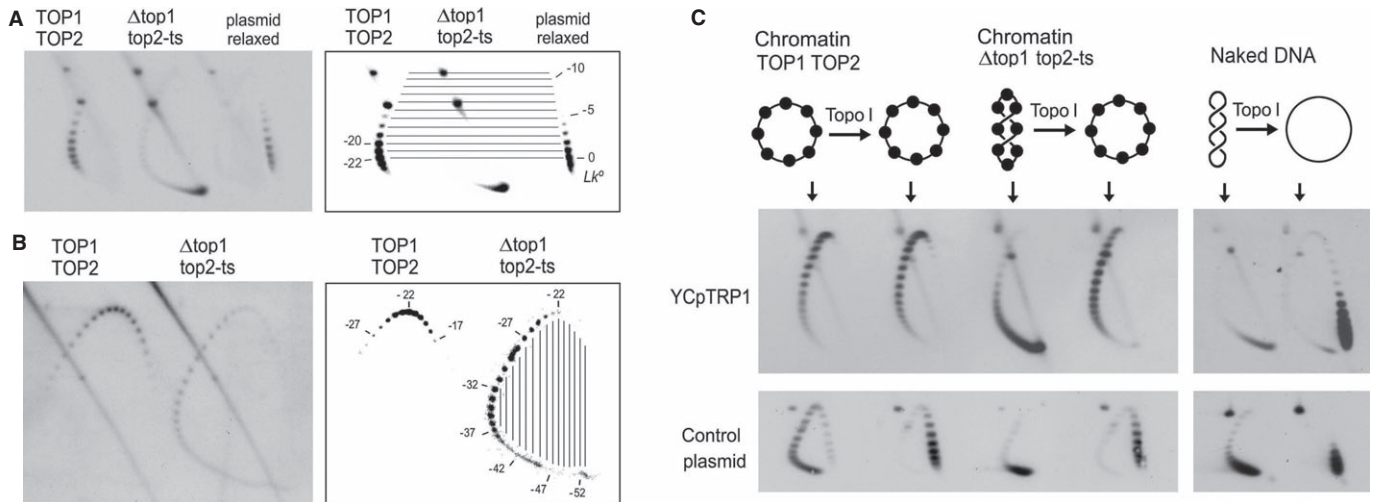 A
TOP1 TOP2
Δtop1 top2-ts
plasmid relaxed
TOP1 TOP2
Δtop1 top2-ts
plasmid relaxed
-10
-5
-20
-22
0
Lkº
B
TOP1 TOP2
Δtop1 top2-ts
TOP1 TOP2
Δtop1 top2-ts
-22
-27
-17
-22
-27
-32
-37
-42
-47
-52
C
Chromatin
TOP1 TOP2
Topo I
Chromatin
Δtop1 top2-ts
Topo I
Naked DNA
Topo I
YCpTRP1
Control
plasmid